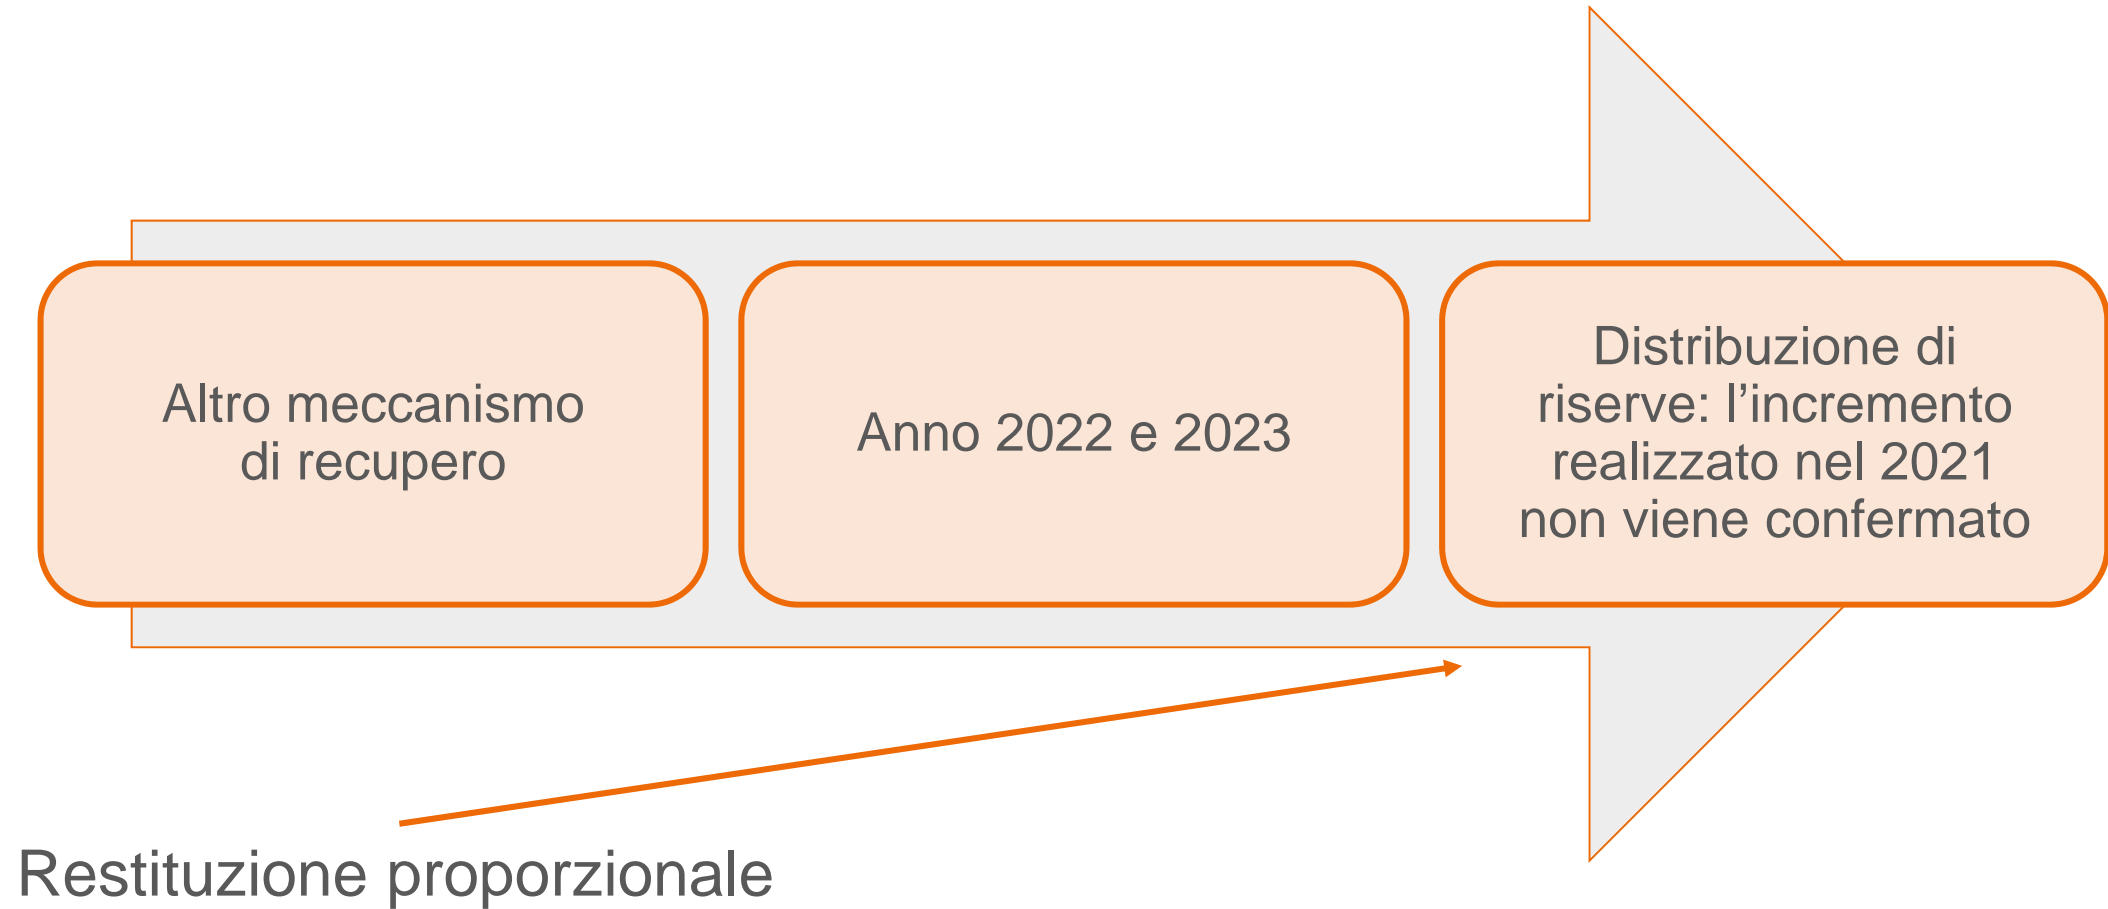 Altro meccanismo
di recupero
Anno 2022 e 2023
Distribuzione di
riserve: l’incremento
realizzato nel 2021
non viene confermato
Restituzione proporzionale